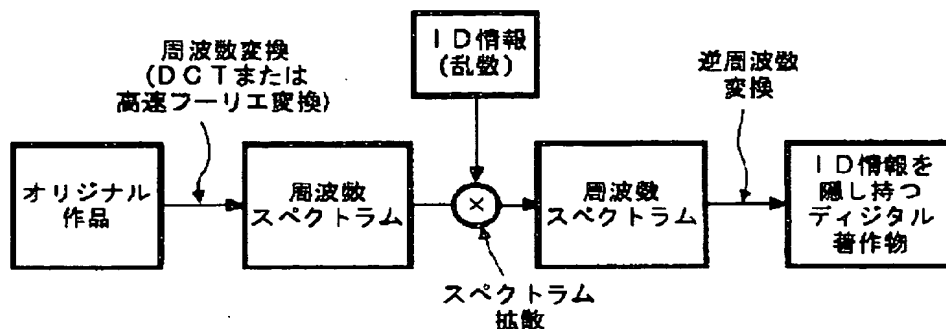 周波数変換
(DCTまたは
高速フーリエ変換)
ID情報
(乱数)
逆周波数
変換
オリジナル
作品
周波数
スペクトラム
×
周波数
スペクトラム
ID情報を
隠し持つ
ディジタル
著作物
スペクトラム
拡散